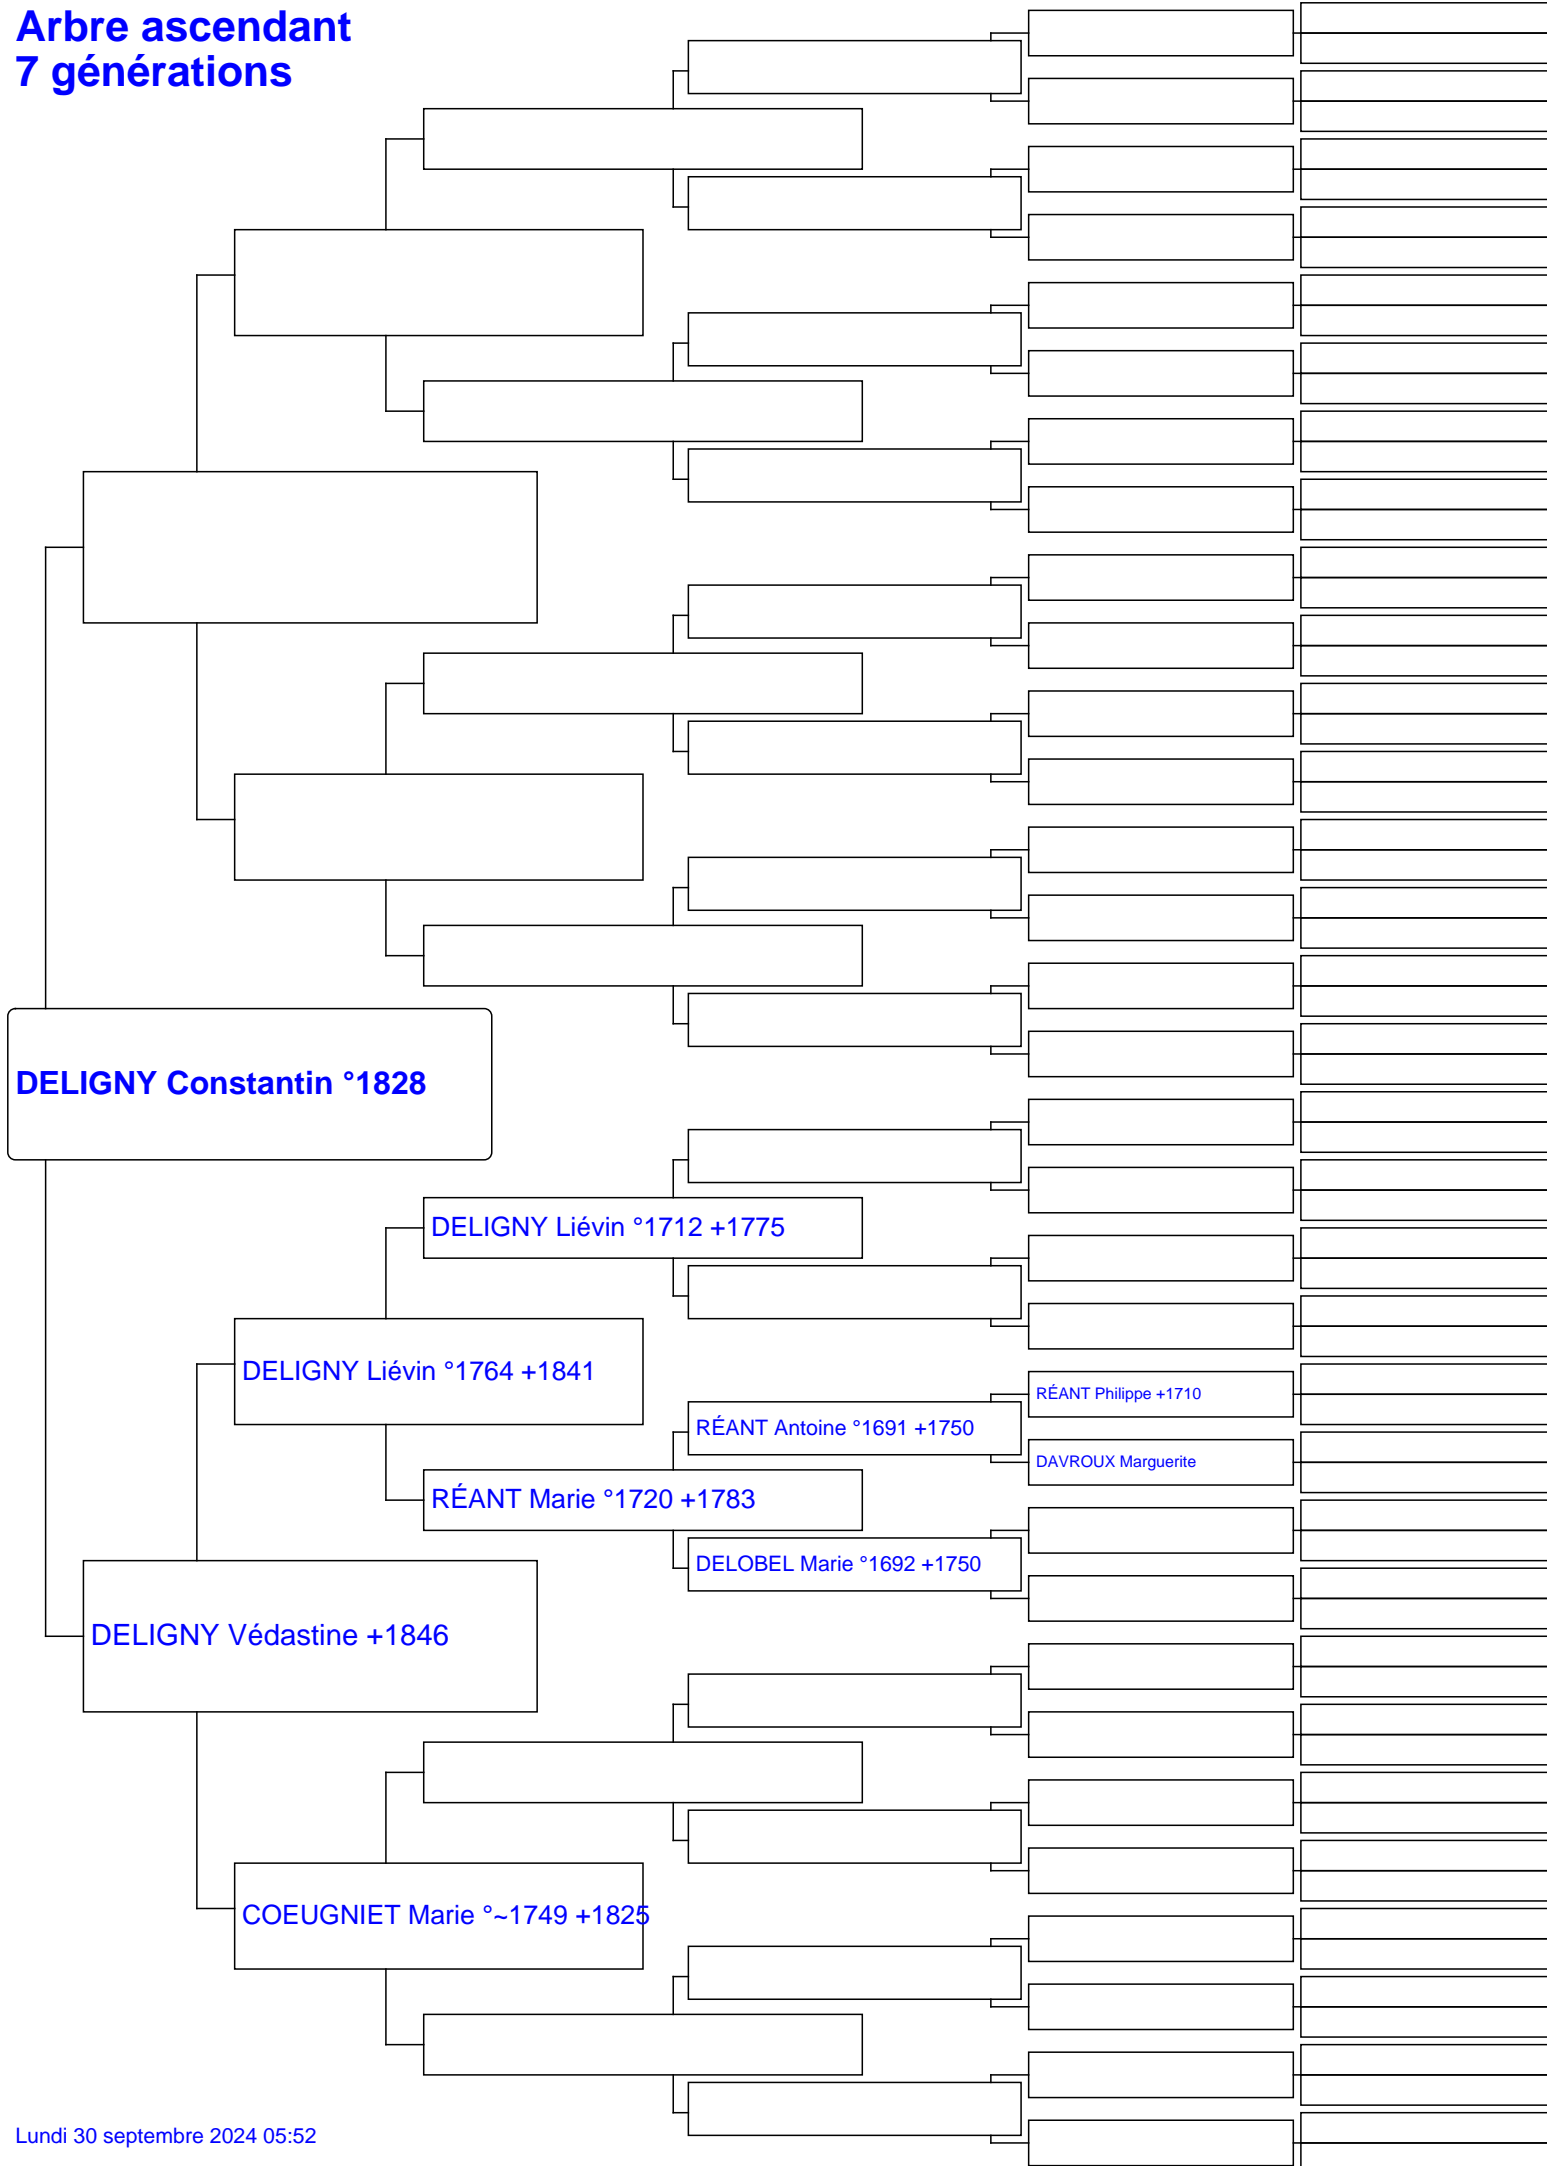 Arbre ascendant
7 générations
DELIGNY Constantin °1828
DELIGNY Liévin °1712 +1775
DELIGNY Liévin °1764 +1841
RÉANT Philippe +1710
RÉANT Antoine °1691 +1750
DAVROUX Marguerite
RÉANT Marie °1720 +1783
DELOBEL Marie °1692 +1750
DELIGNY Védastine +1846
COEUGNIET Marie °~1749 +1825
Lundi 30 septembre 2024 05:52